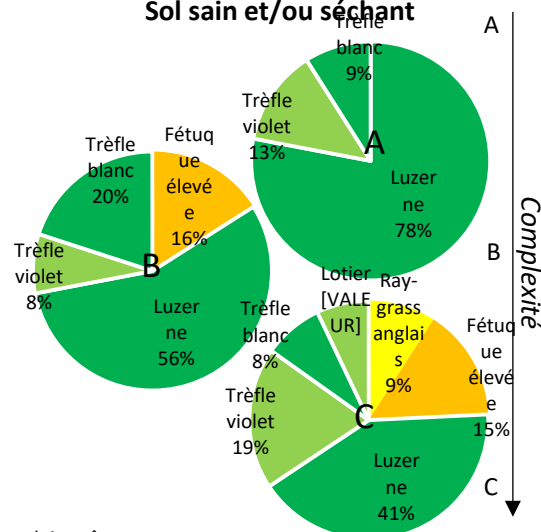 Sol sain et/ou séchant
Trèfle
blanc
9%
Trèfle
violet
13%
A
Luzer
ne
78%
Trèfle
blanc
20%
Fétuq
ue
élevé
e
16%
Trèfle
violet
8%
B
Luzer
ne
56%
Lotier
[VALE
UR]
Ray-
grass
anglai
s
9%
Fétuq
ue
élevé
e
15%
Trèfle
blanc
8%
Trèfle
violet
19%
C
Luzer
ne
41%
A
B
C
Complexité